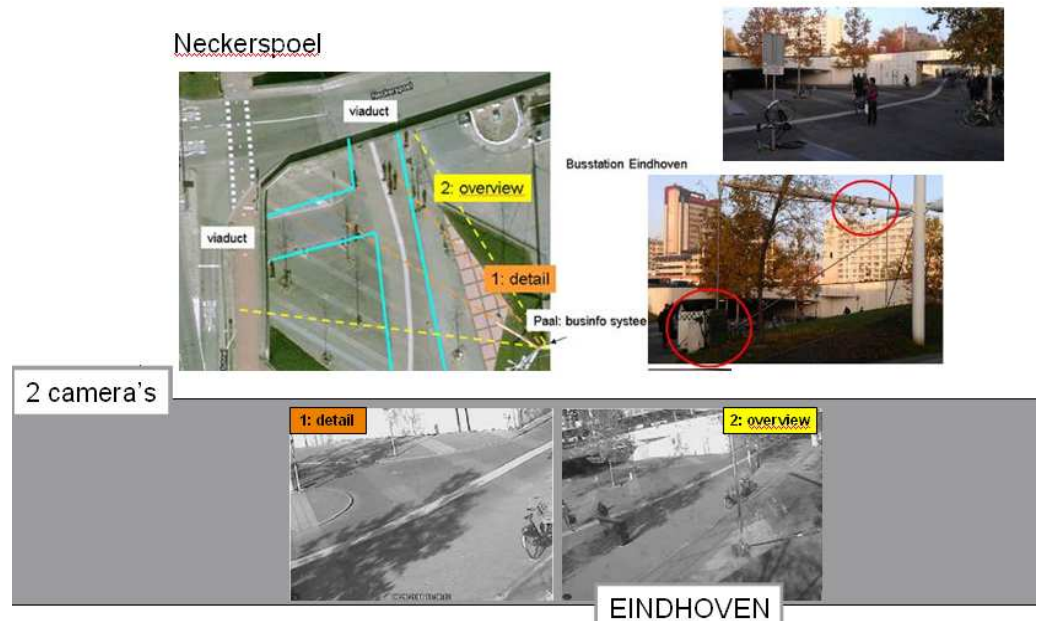 Neckerspoel
Neckerspoel
viaduct
2: overview
viaduct
1: detail
Paal: businfo systee
Busstation Eindhoven
2 camera's
1: detail
2: overview
EINDHOVEN